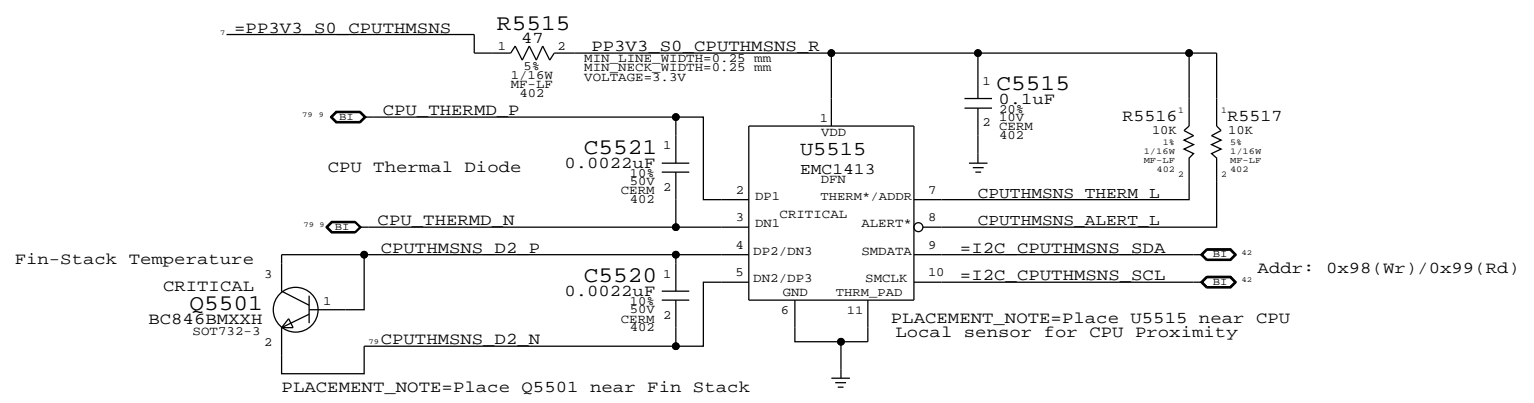 7 =PP3V3_S0_CPUTHMSNS
R5515
47
1 2
5%
1/16W
MF-LF
402
PP3V3_S0_CPUTHMSNS_R
MIN_LINE_WIDTH=0.25 mm
MIN_NECK_WIDTH=0.25 mm
VOLTAGE=3.3V
1
C5515
0.1uF
20%
10V
CERM
402
2
R5516
1
10K
1%
1/16W
MF-LF
402
2
R5517
1
10K
5%
1/16W
MF-LF
402
2
79 9 BI CPU_THERMD_P
CPU Thermal Diode
C5521
1
0.0022uF
10%
50V
CERM
402
2
79 9 BI CPU_THERMD_N
1
VDD
U5515
EMC1413
DFN
CRITICAL
2 DP1
3 DN1
4 DP2/DN3
5 DN2/DP3
THERM*/ADDR 7 CPUTHMSNS_THERM_L
ALERT* 8 CPUTHMSNS_ALERT_L
SMDATA 9 =I2C_CPUTHMSNS_SDA BI 42
SMCLK 10 =I2C_CPUTHMSNS_SCL BI 42
Addr: 0x98(Wr)/0x99(Rd)
GND THRM_PAD
6 11
PLACEMENT_NOTE=Place U5515 near CPU
Local sensor for CPU Proximity
CPUTHMSNS_D2_P
Fin-Stack Temperature
3
CRITICAL
Q5501
1
BC846BMXXH
SOT732-3
2
C5520
1
0.0022uF
10%
50V
CERM
402
2
79 CPUTHMSNS_D2_N
PLACEMENT_NOTE=Place Q5501 near Fin Stack